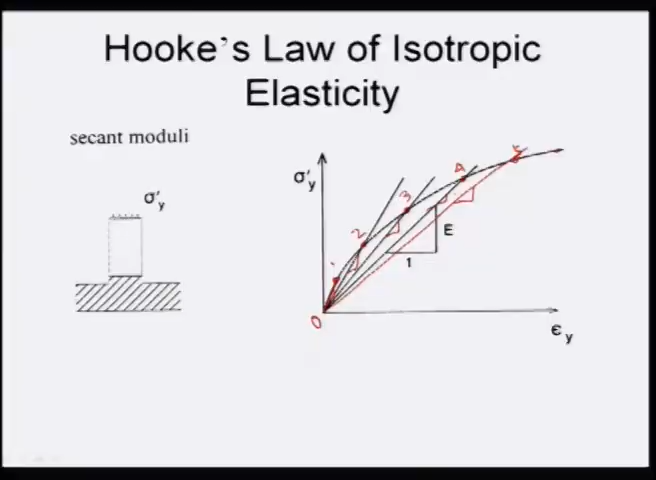 Hooke's Law of Isotropic
Elasticity
secant moduli
σ'y
σ'y
1
2
3
4
5
E
1
0
ϵy